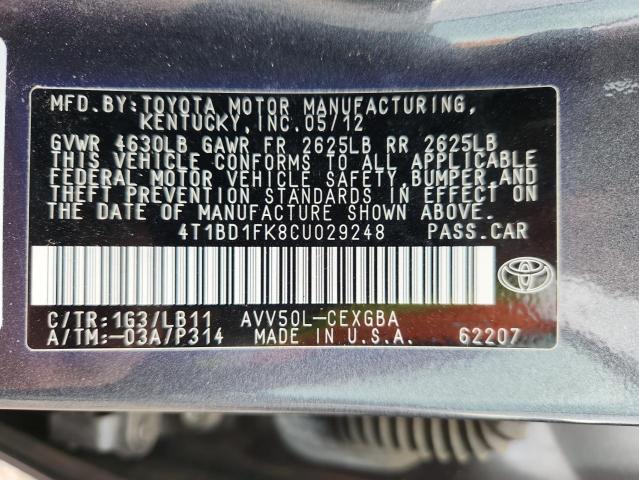 MFD.BY:TOYOTA MOTOR MANUFACTURING,
KENTUCKY,INC.05/12
GVWR 4630LB GAWR FR 2625LB RR 2625LB
THIS VEHICLE CONFORMS TO ALL APPLICABLE
FEDERAL MOTOR VEHICLE SAFETY,BUMPER AND
THEFT PREVENTION STANDARDS IN EFFECT ON
THE DATE OF MANUFACTURE SHOWN ABOVE.
4T1BD1FK8CU029248 PASS.CAR
C/TR:1G3/LB11 AVV50L-CEXGBA
A/TM:-03A/P314 MADE IN U.S.A. 62207